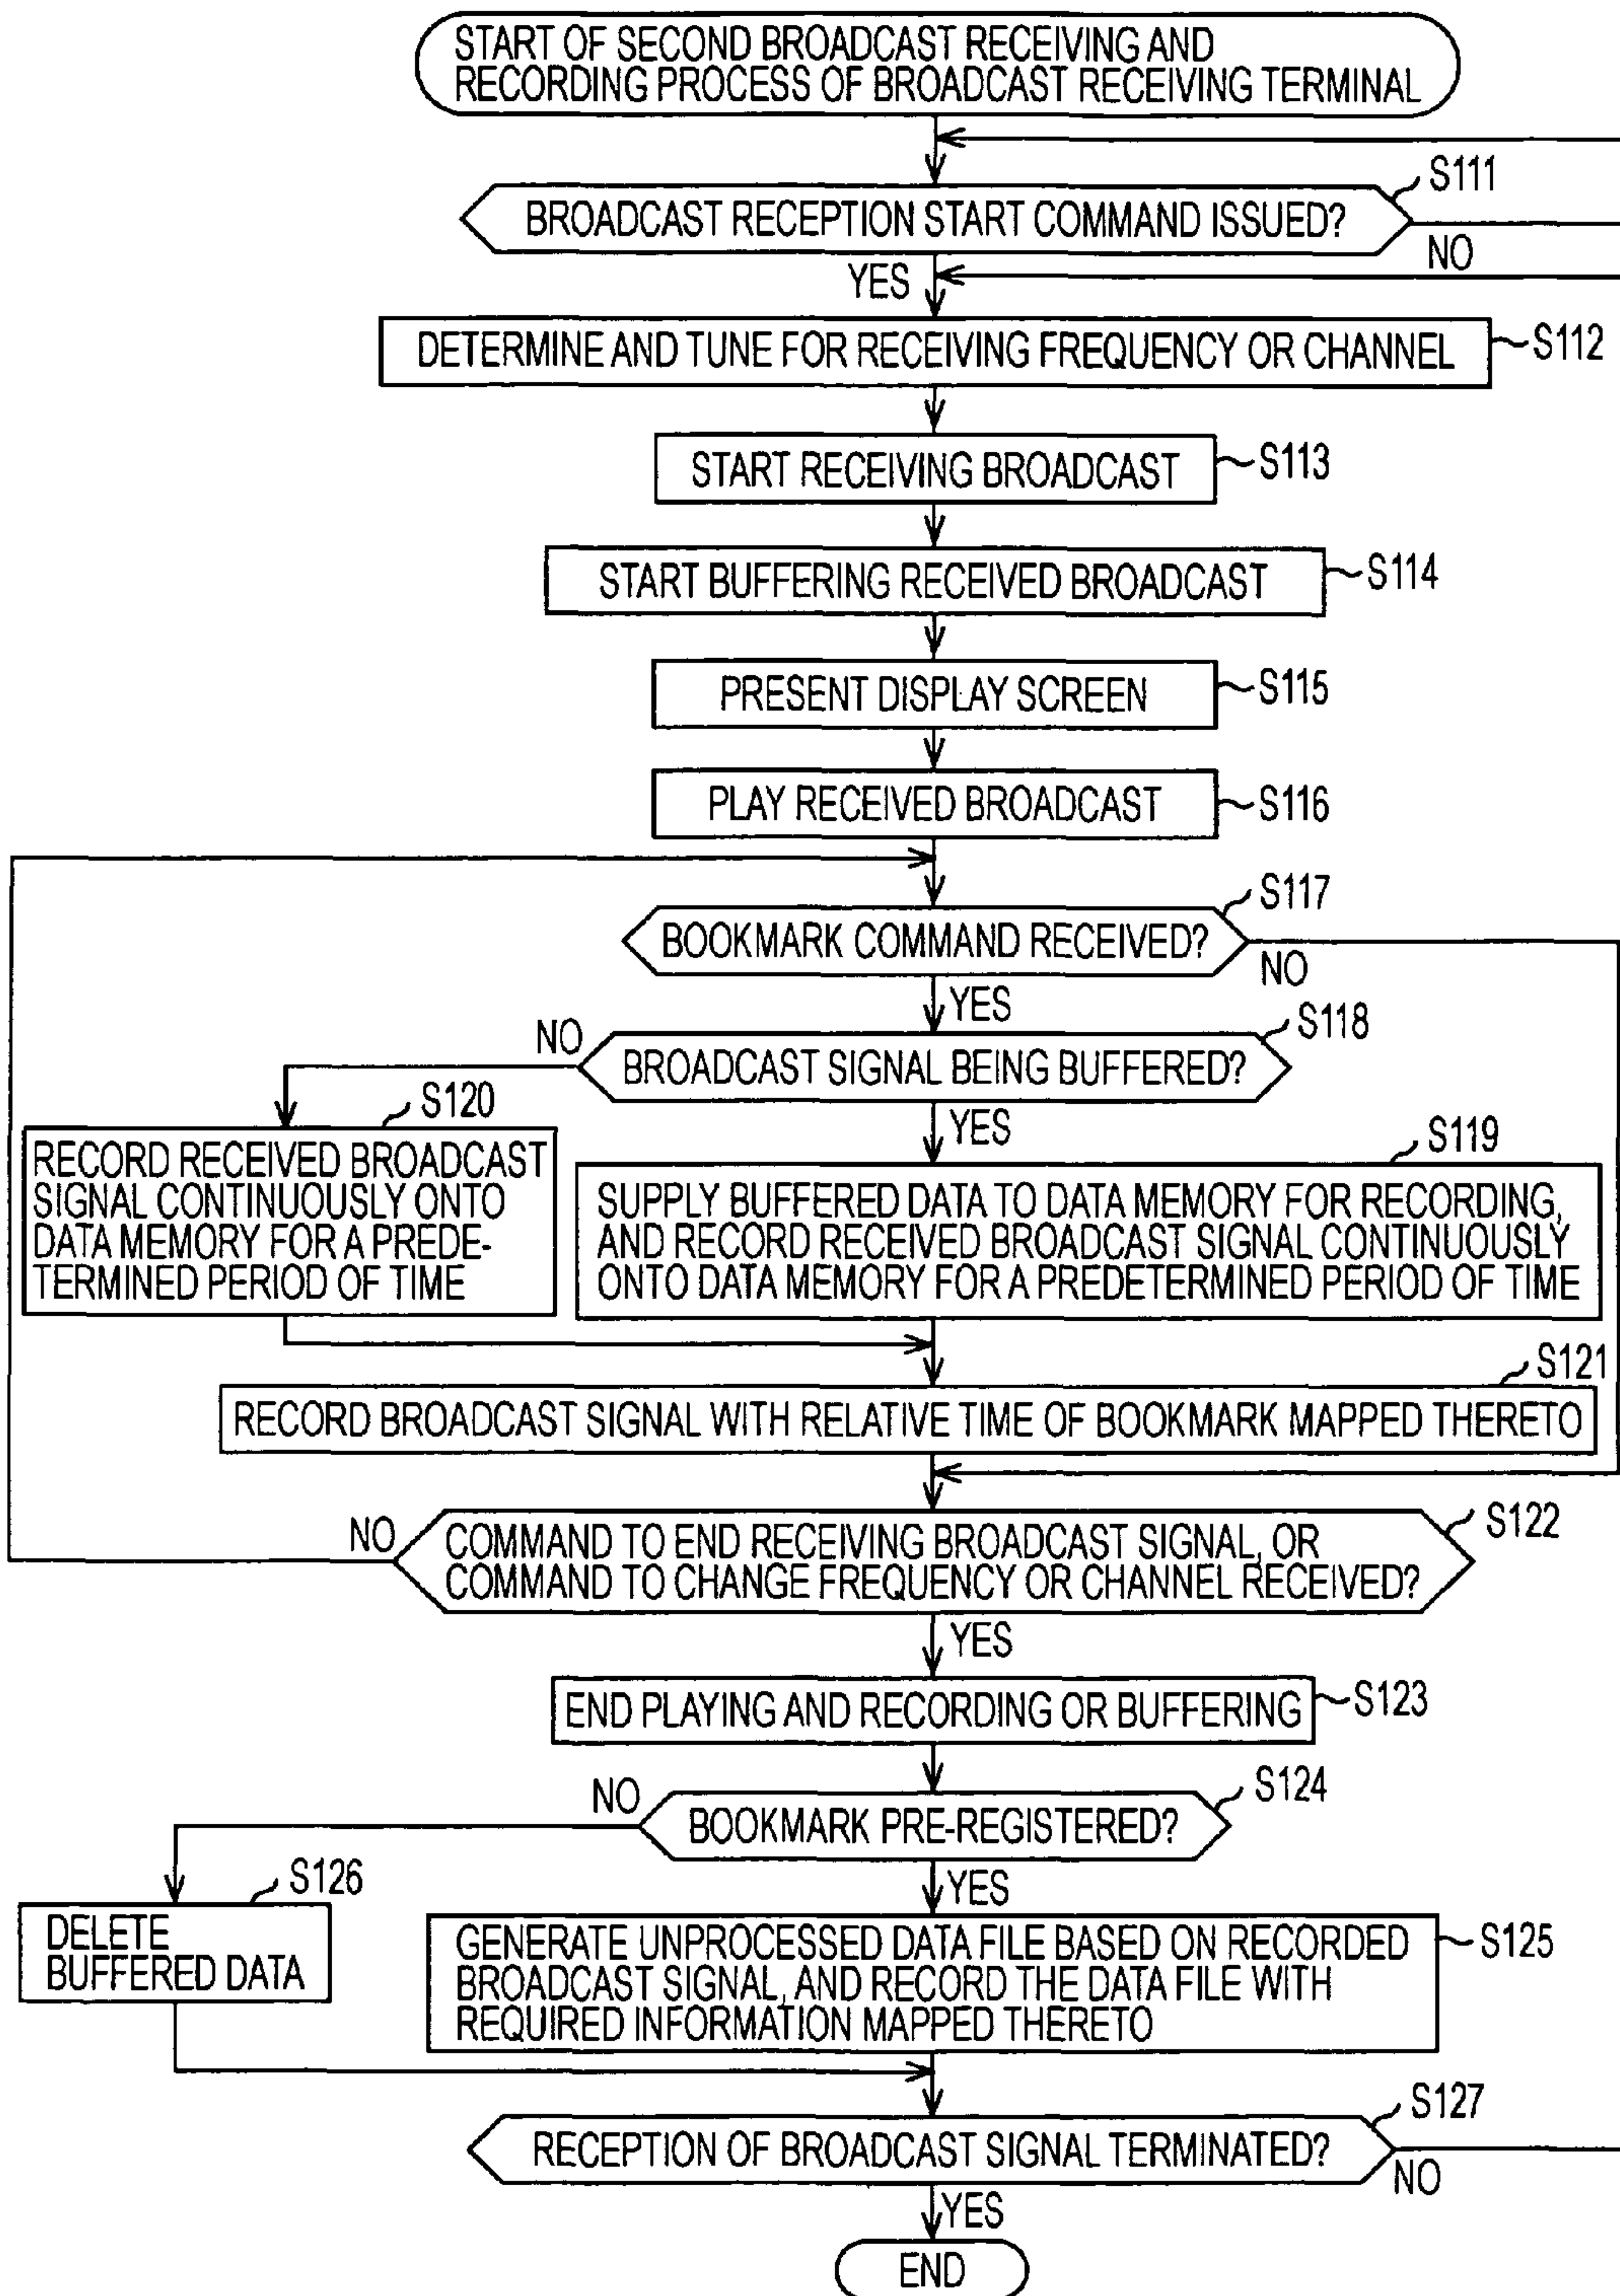 START OF SECOND BROADCAST RECEIVING AND
RECORDING PROCESS OF BROADCAST RECEIVING TERMINAL
S111
BROADCAST RECEPTION START COMMAND ISSUED?
NO
YES
DETERMINE AND TUNE FOR RECEIVING FREQUENCY OR CHANNEL
S112
START RECEIVING BROADCAST
S113
START BUFFERING RECEIVED BROADCAST
S114
PRESENT DISPLAY SCREEN
S115
PLAY RECEIVED BROADCAST
S116
S117
BOOKMARK COMMAND RECEIVED?
NO
YES
S118
NO
BROADCAST SIGNAL BEING BUFFERED?
YES
S120
RECORD RECEIVED BROADCAST
SIGNAL CONTINUOUSLY ONTO
DATA MEMORY FOR A PREDE-
TERMINED PERIOD OF TIME
S119
SUPPLY BUFFERED DATA TO DATA MEMORY FOR RECORDING,
AND RECORD RECEIVED BROADCAST SIGNAL CONTINUOUSLY
ONTO DATA MEMORY FOR A PREDETERMINED PERIOD OF TIME
S121
RECORD BROADCAST SIGNAL WITH RELATIVE TIME OF BOOKMARK MAPPED THERETO
S122
NO
COMMAND TO END RECEIVING BROADCAST SIGNAL, OR
COMMAND TO CHANGE FREQUENCY OR CHANNEL RECEIVED?
YES
END PLAYING AND RECORDING OR BUFFERING
S123
S124
NO
BOOKMARK PRE-REGISTERED?
YES
S126
DELETE
BUFFERED DATA
GENERATE UNPROCESSED DATA FILE BASED ON RECORDED
BROADCAST SIGNAL, AND RECORD THE DATA FILE WITH
REQUIRED INFORMATION MAPPED THERETO
S125
S127
RECEPTION OF BROADCAST SIGNAL TERMINATED?
NO
YES
END